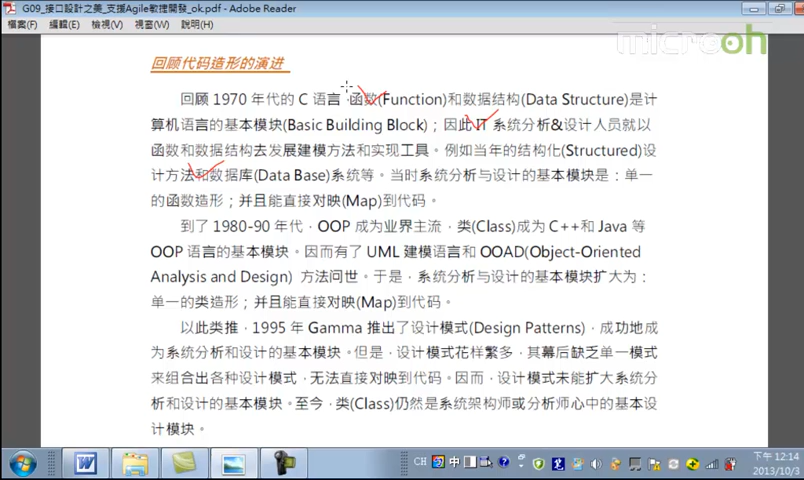 G09_接口設計之美_支援Agile敏捷開發_ok.pdf - Adobe Reader
檔案(F) 編輯(E) 檢視(V) 視窗(W) 說明(H)
microoh
回顾代码造形的演进
回顾 1970 年代的 C 语言，函数(Function)和数据结构(Data Structure)是计
算机语言的基本模块(Basic Building Block)；因此 IT 系统分析&设计人员就以
函数和数据结构去发展建模方法和实现工具。例如当年的结构化(Structured)设
计方法和数据库(Data Base)系统等。当时系统分析与设计的基本模块是：单一
的函数造形；并且能直接对映(Map)到代码。
到了 1980-90 年代，OOP 成为业界主流，类(Class)成为 C++和 Java 等
OOP 语言的基本模块。因而有了 UML 建模语言和 OOAD(Object-Oriented
Analysis and Design) 方法问世。于是，系统分析与设计的基本模块扩大为：
单一的类造形；并且能直接对映(Map)到代码。
以此类推，1995 年 Gamma 推出了设计模式(Design Patterns)，成功地成
为系统分析和设计的基本模块。但是，设计模式花样繁多，其幕后缺乏单一模式
来组合出各种设计模式，无法直接对映到代码。因而，设计模式未能扩大系统分
析和设计的基本模块。至今，类(Class)仍然是系统架构师或分析师心中的基本设
计模块。
CH 中
下午 12:14
2013/10/3